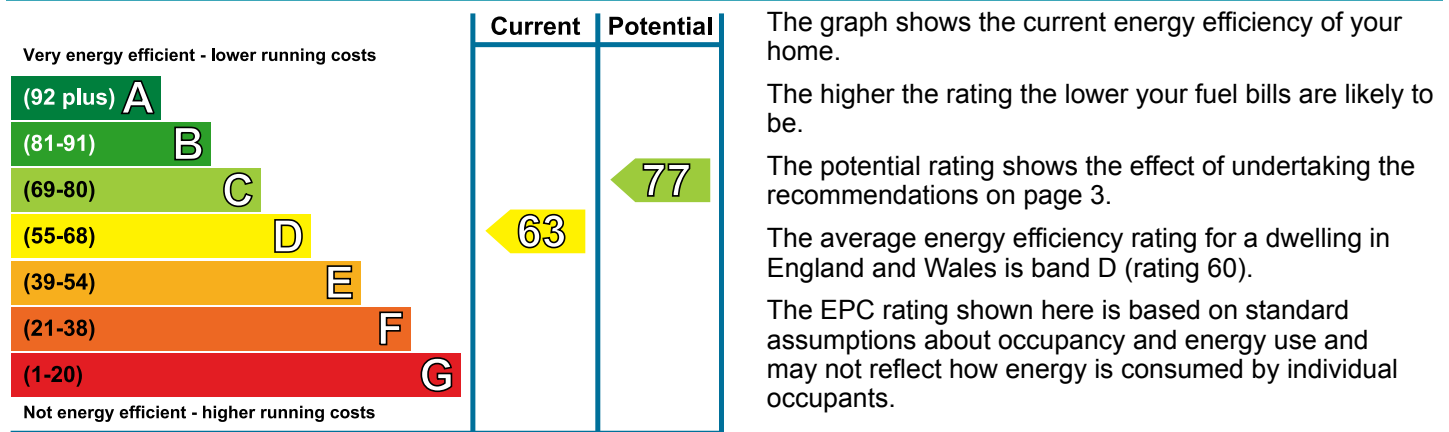 Current Potential
Very energy efficient - lower running costs
(92 plus) A
(81-91) B
(69-80) C
77
(55-68) D
63
(39-54) E
(21-38) F
(1-20) G
Not energy efficient - higher running costs
The graph shows the current energy efficiency of your
home.
The higher the rating the lower your fuel bills are likely to
be.
The potential rating shows the effect of undertaking the
recommendations on page 3.
The average energy efficiency rating for a dwelling in
England and Wales is band D (rating 60).
The EPC rating shown here is based on standard
assumptions about occupancy and energy use and
may not reflect how energy is consumed by individual
occupants.